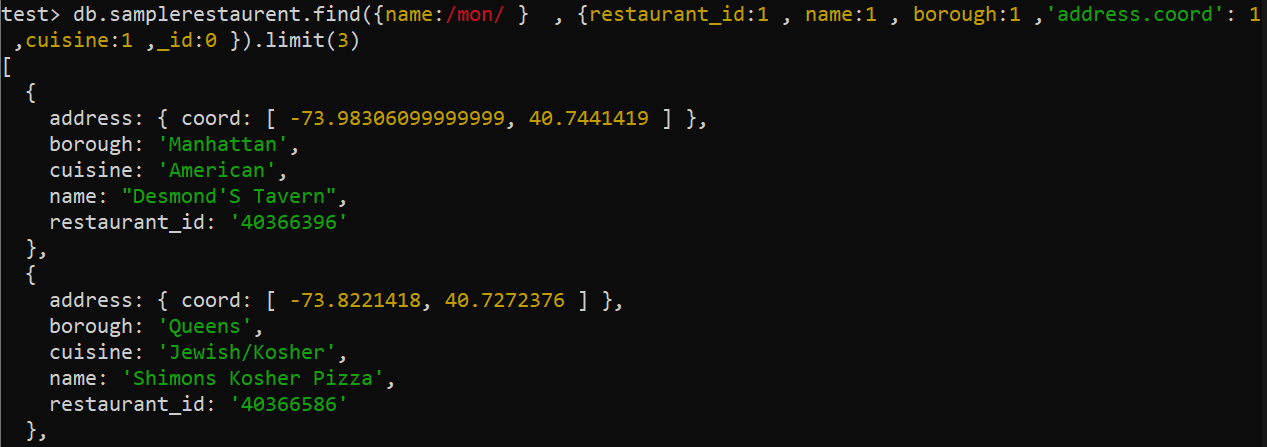 test> db.samplerestaurent.find({name:/mon/ }  , {restaurant_id:1 , name:1 , borough:1 ,'address.coord': 1
 ,cuisine:1 ,_id:0 }).limit(3)
[
  {
    address: { coord: [ -73.98306099999999, 40.7441419 ] },
    borough: 'Manhattan',
    cuisine: 'American',
    name: "Desmond'S Tavern",
    restaurant_id: '40366396'
  },
  {
    address: { coord: [ -73.8221418, 40.7272376 ] },
    borough: 'Queens',
    cuisine: 'Jewish/Kosher',
    name: 'Shimons Kosher Pizza',
    restaurant_id: '40366586'
  },